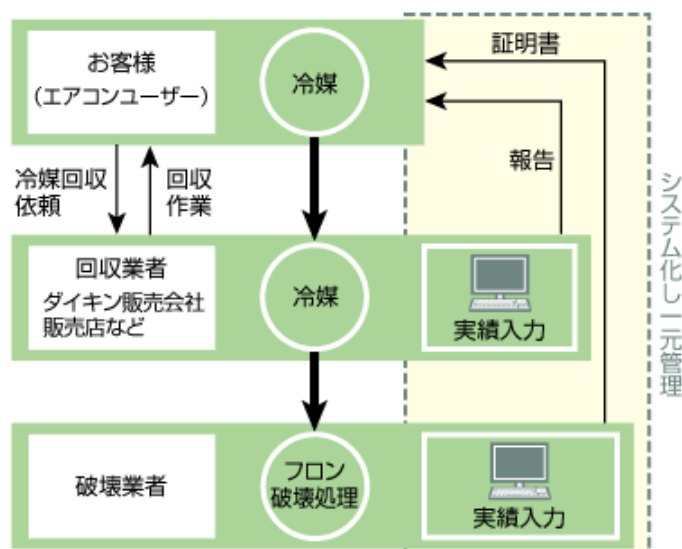 お客様
（エアコンユーザー）
冷媒
証明書
報告
冷媒回収
依頼
回収
作業
回収業者
ダイキン販売会社
販売店など
冷媒
実績入力
破壊業者
フロン
破壊処理
実績入力
システム化し一元管理